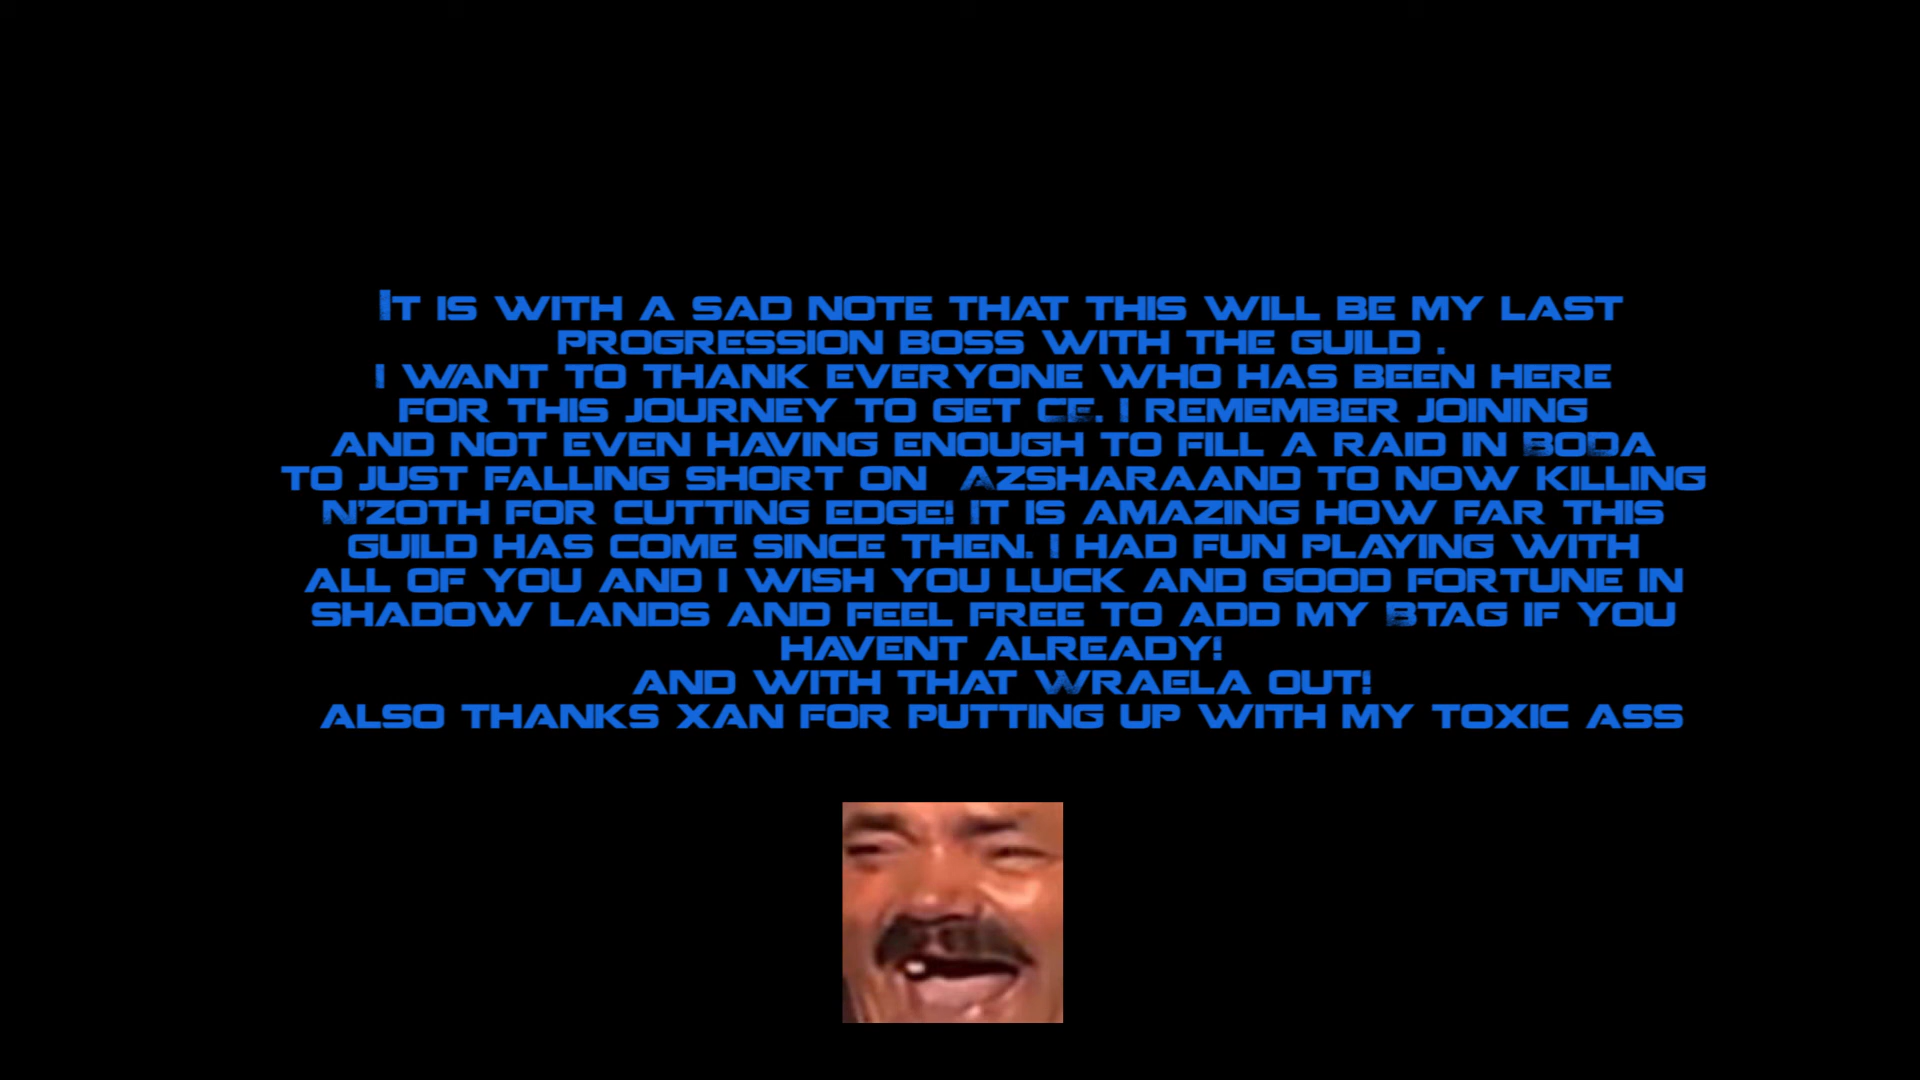 It is with a sad note that this will be my last
progression boss with the guild .
I want to thank everyone who has been here
for this journey to get CE. I remember joining
and not even having enough to fill a raid in BoDA
to just falling short on  Azsharaand to now killing
N'Zoth for cutting edge! It is amazing how far this
guild has come since then. I had fun playing with
all of you and I wish you luck and good fortune in
shadow lands and feel free to add my Btag if you
havent already!
and with that Wraela out!
also thanks xan for putting up with my toxic ass